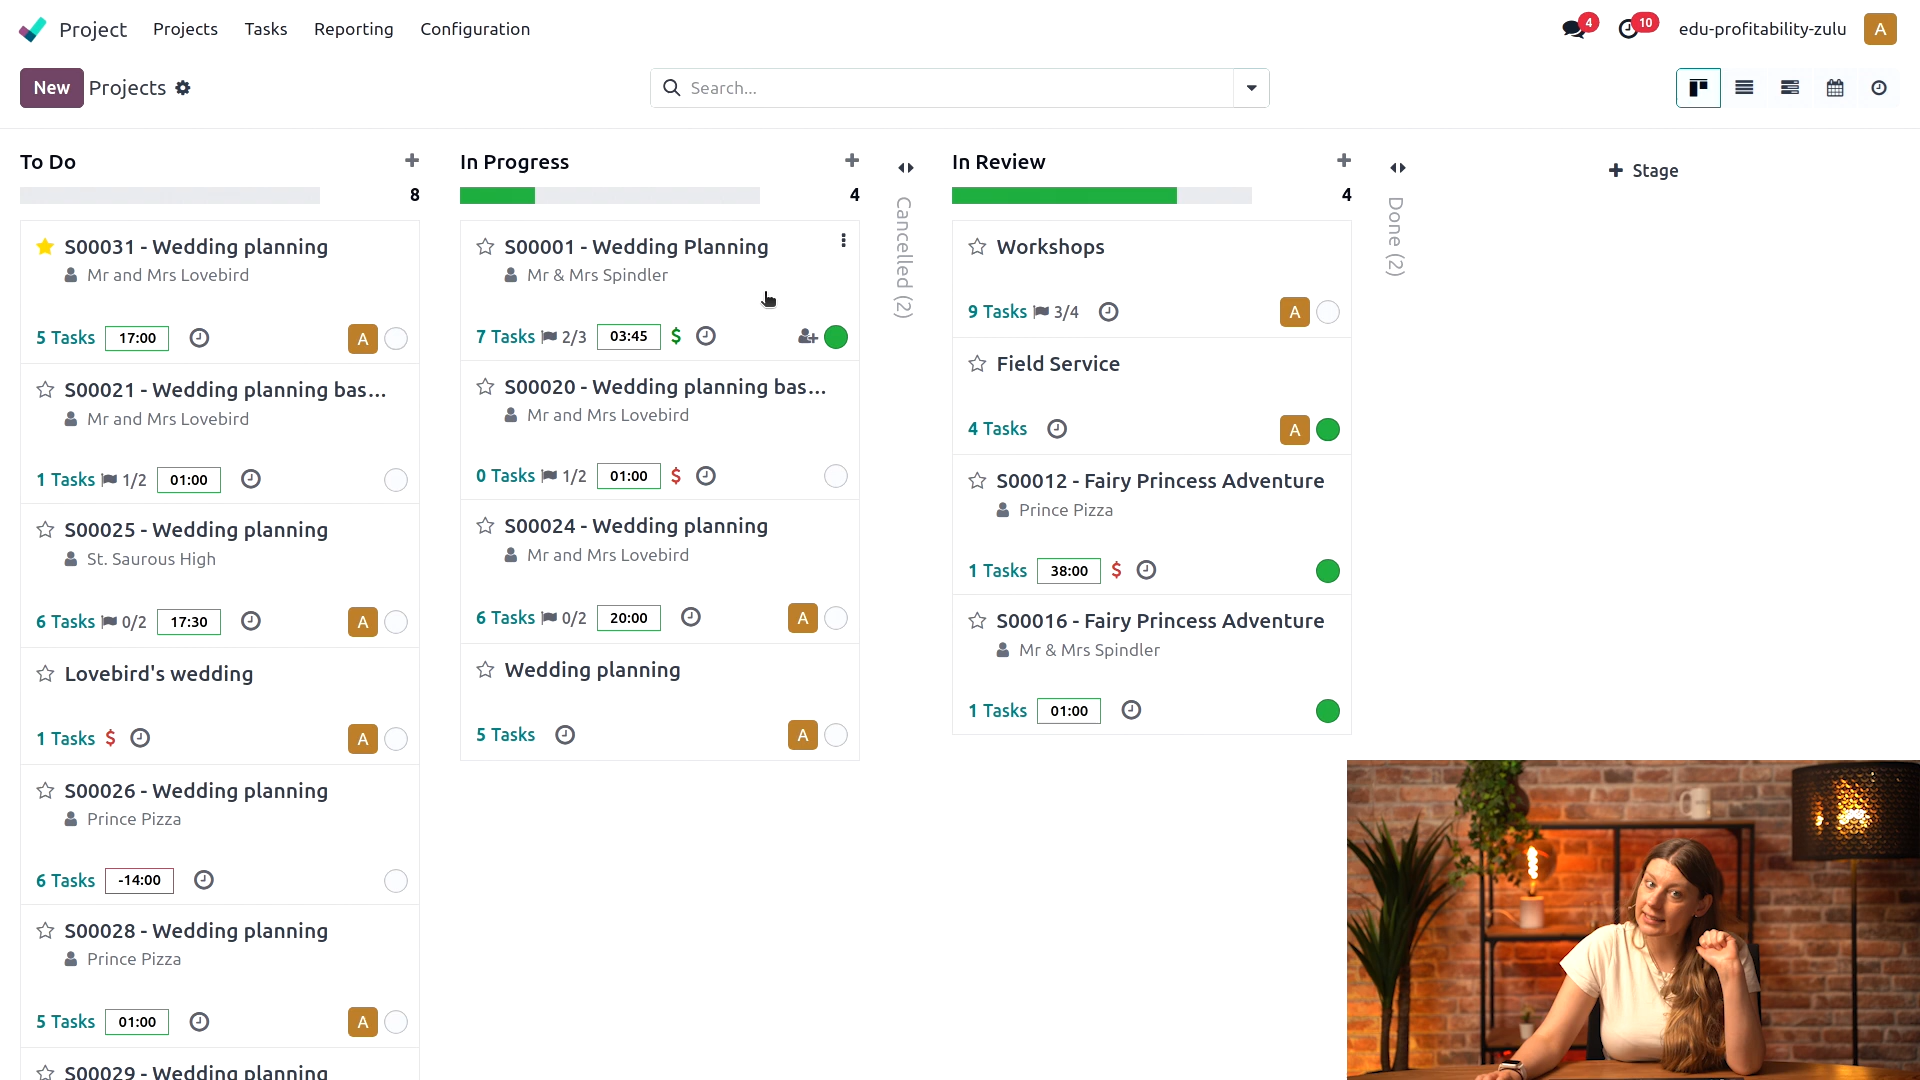 Project Projects Tasks Reporting Configuration 4 10 edu-profitability-zulu A
New Projects Search...
To Do
8
S00031 - Wedding planning
Mr and Mrs Lovebird
5 Tasks 17:00 A
S00021 - Wedding planning bas...
Mr and Mrs Lovebird
1 Tasks 1/2 01:00
S00025 - Wedding planning
St. Saurous High
6 Tasks 0/2 17:30 A
Lovebird's wedding
1 Tasks $ A
S00026 - Wedding planning
Prince Pizza
6 Tasks -14:00
S00028 - Wedding planning
Prince Pizza
5 Tasks 01:00 A
S00029 - Wedding planning
In Progress
4
S00001 - Wedding Planning
Mr & Mrs Spindler
7 Tasks 2/3 03:45 $
S00020 - Wedding planning bas...
Mr and Mrs Lovebird
0 Tasks 1/2 01:00 $
S00024 - Wedding planning
Mr and Mrs Lovebird
6 Tasks 0/2 20:00 A
Wedding planning
5 Tasks A
Cancelled (2)
In Review
4
Workshops
9 Tasks 3/4 A
Field Service
4 Tasks A
S00012 - Fairy Princess Adventure
Prince Pizza
1 Tasks 38:00 $
S00016 - Fairy Princess Adventure
Mr & Mrs Spindler
1 Tasks 01:00
Done (2)
Stage